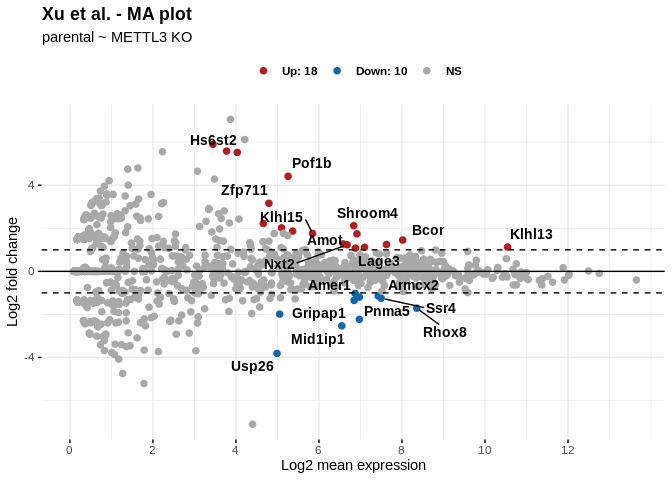 Xu et al. - MA plot
parental ~ METTL3 KO
Up: 18 Down: 10 NS
Hs6st2
Pof1b
Zfp711
Klhl15
Shroom4
Amot
Bcor
Klhl13
Nxt2
Lage3
Amer1
Armcx2
Gripap1
Pnma5
Ssr4
Mid1ip1
Rhox8
Usp26
Log2 fold change
4
0
-4
0 2 4 6 8 10 12
Log2 mean expression